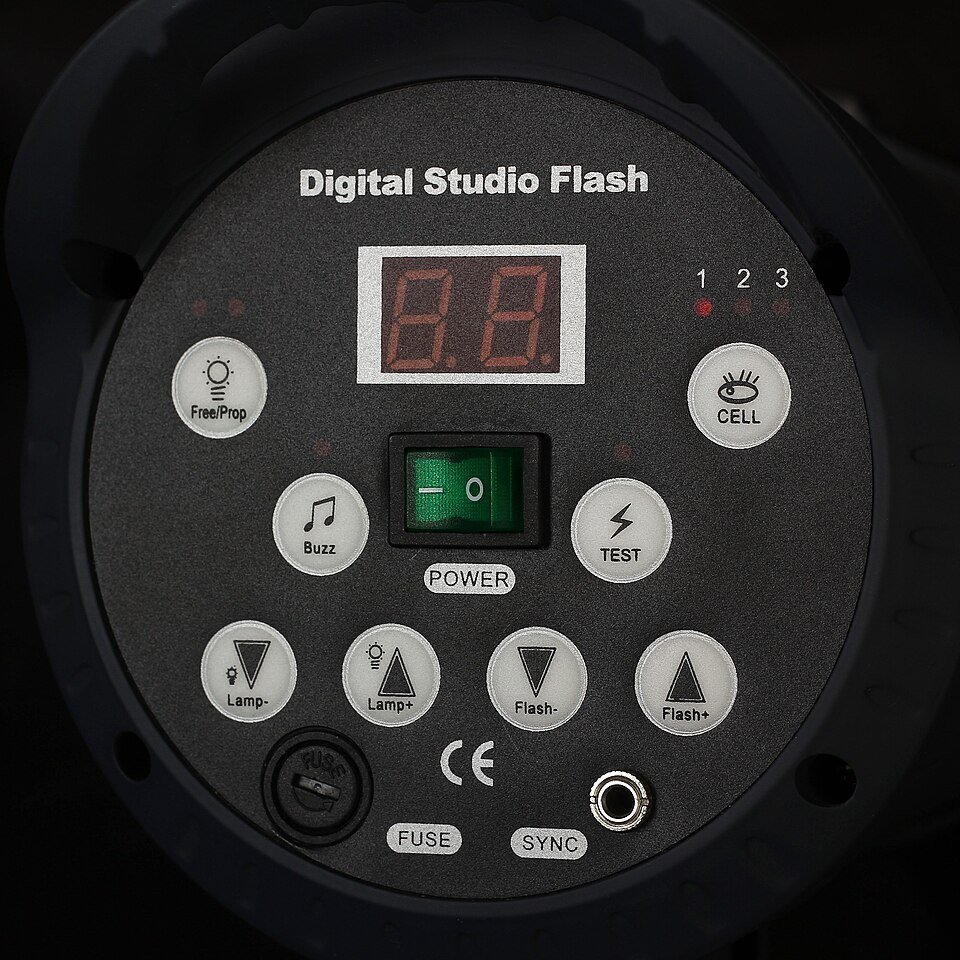 Digital Studio Flash
8.8.
1 2 3
Free/Prop
CELL
Buzz
— O
TEST
POWER
Lamp-
Lamp+
Flash-
Flash+
FUSE
CE
FUSE
SYNC